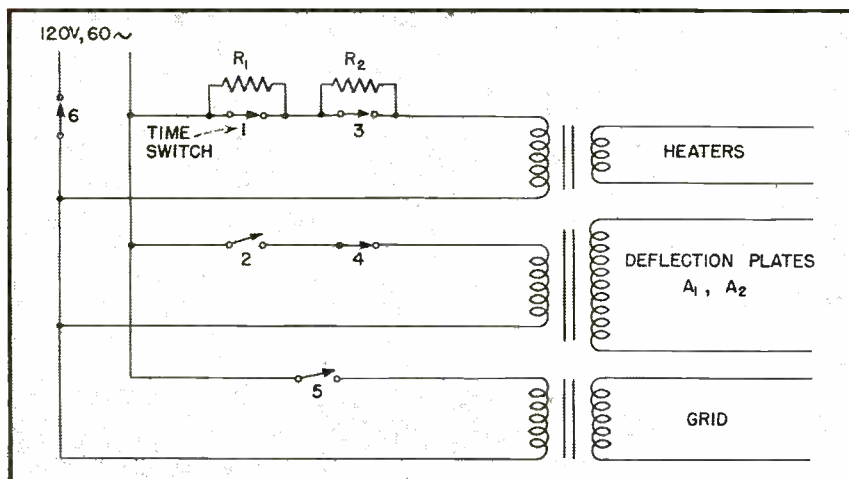 120V, 60~
R1
R2
6
TIME
SWITCH
1
3
HEATERS
2
4
DEFLECTION PLATES
A1, A2
5
GRID